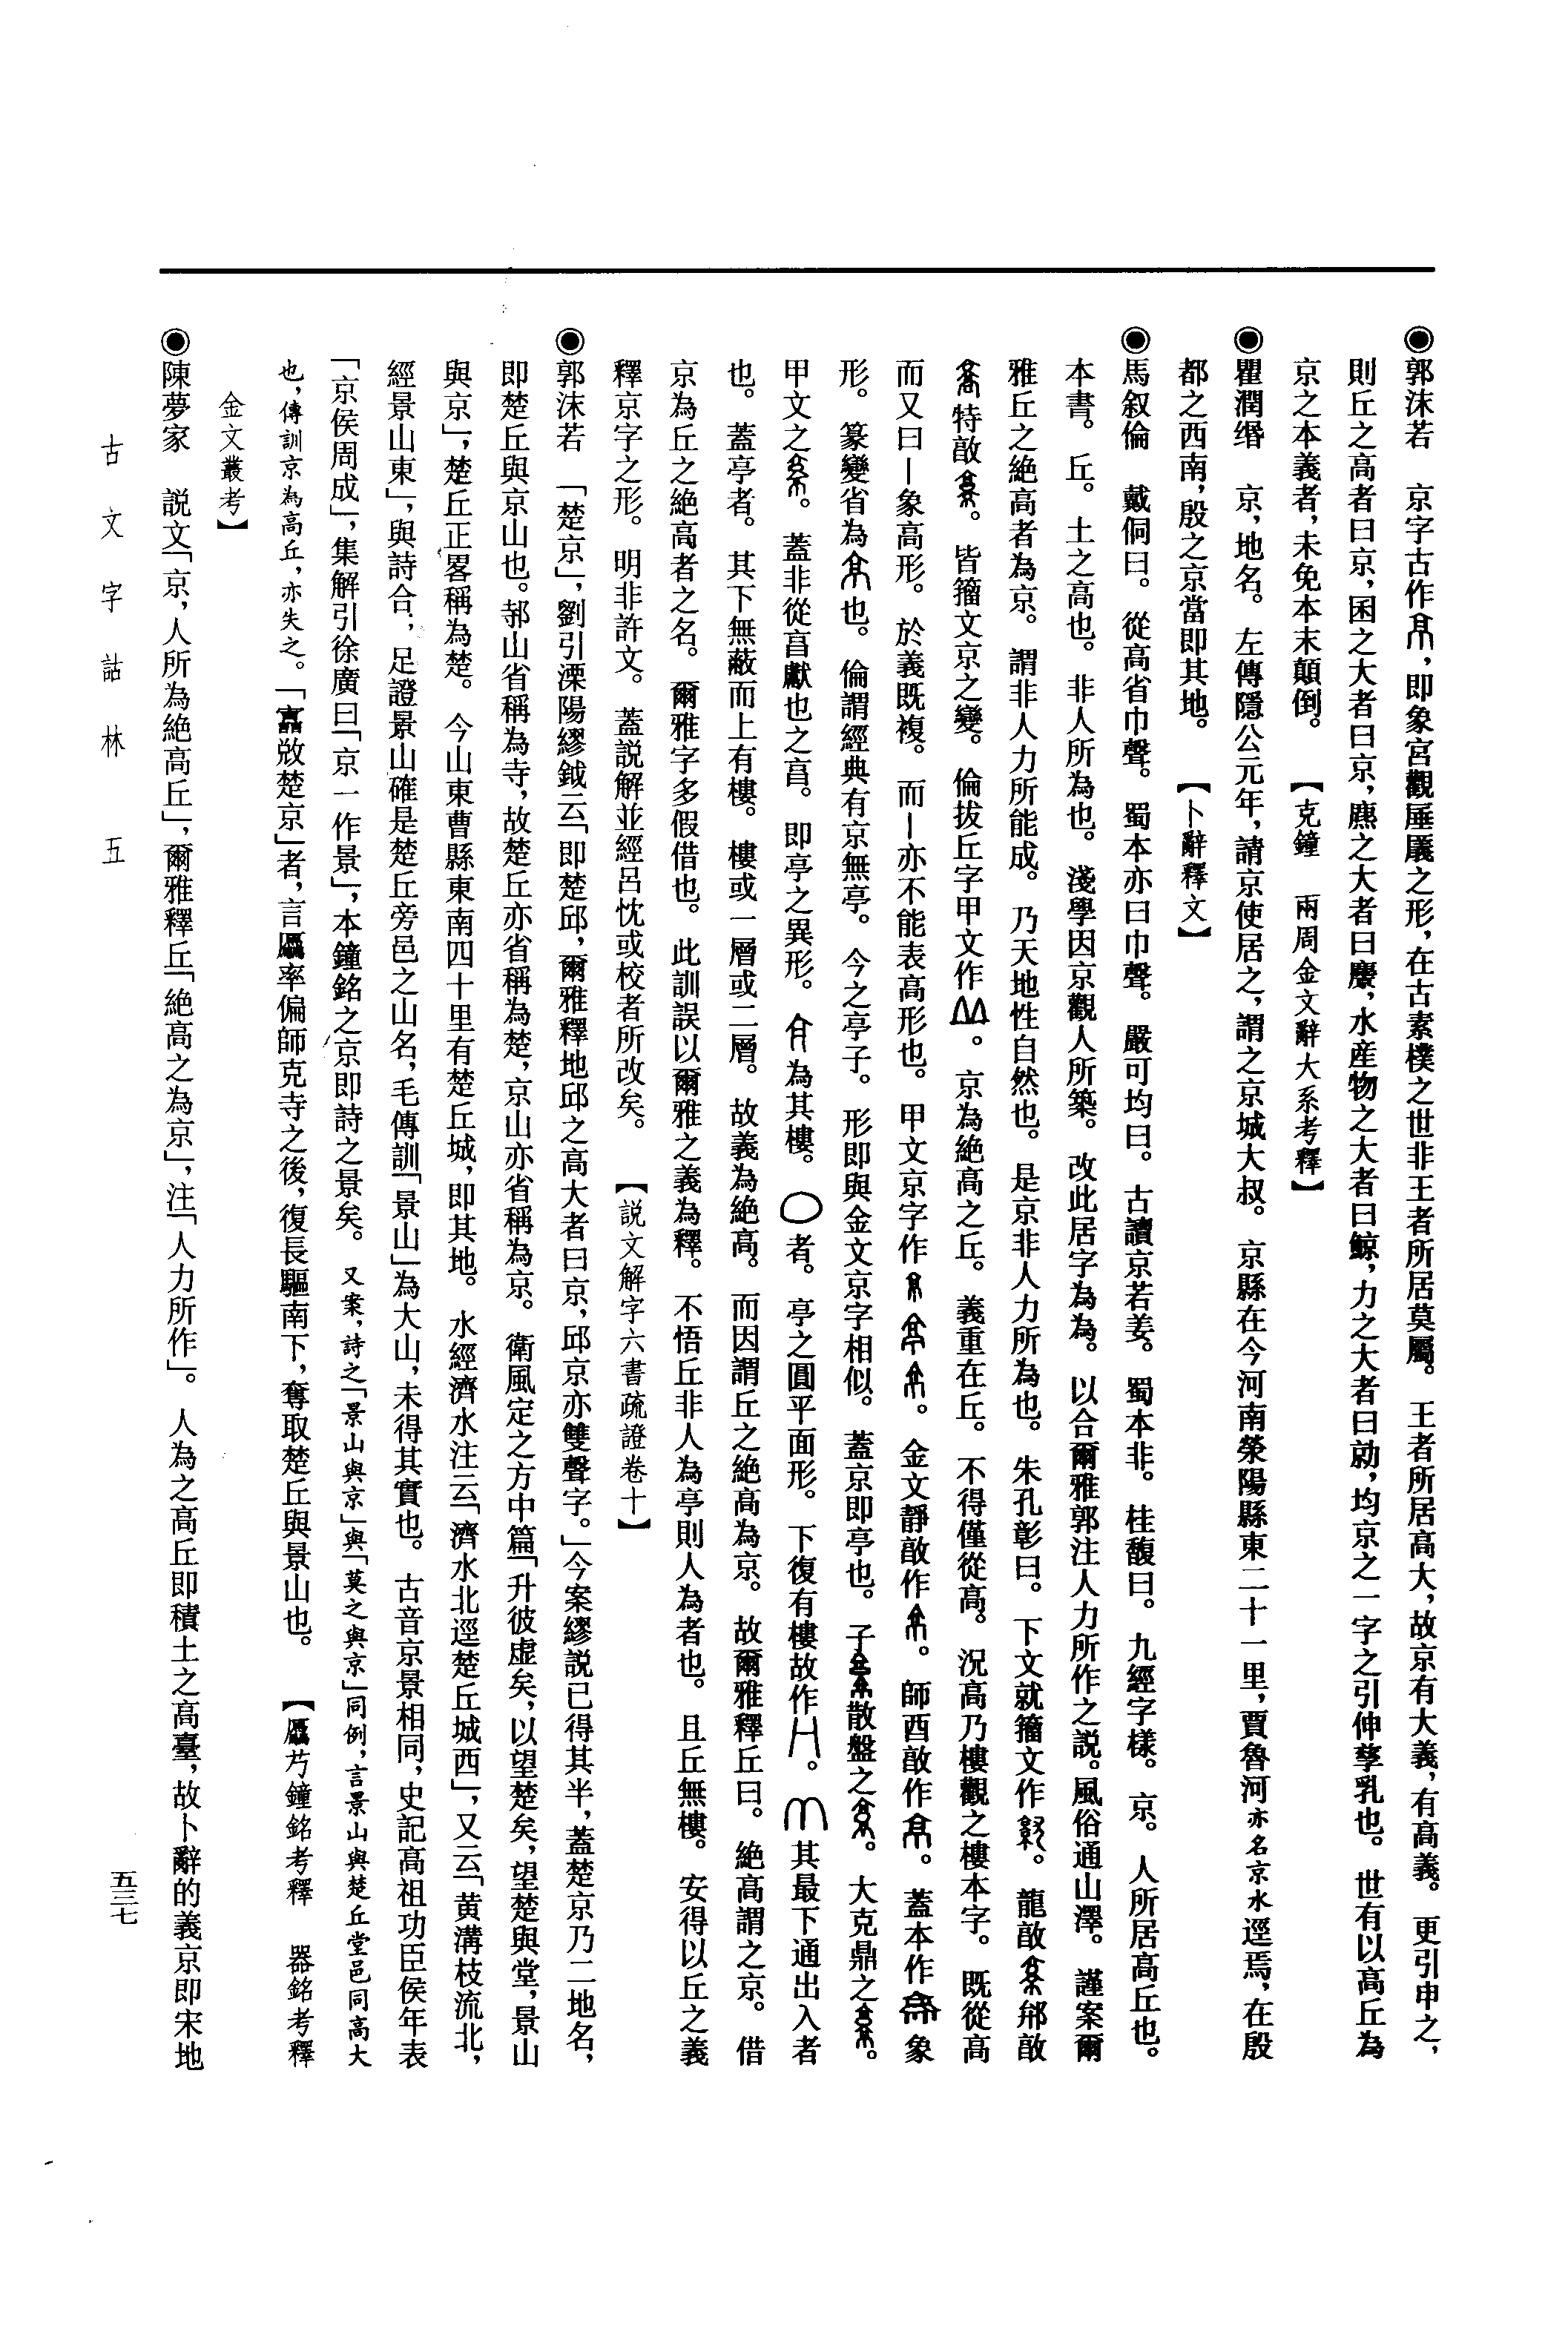 ◉郭沫若　京字古作，即象宮觀厜㕒之形，在古素樸之世非王者所居莫屬。王者所居高大，故京有大義，有高義。更引申之，
則丘之高者曰京，囷之大者曰京，麃之大者曰麠，水産物之大者曰鯨，力之大者曰勍，均京之一字之引伸孳乳也。世有以高丘為
京之本義者，未免本末顛倒。【克鐘　兩周金文辭大系考釋】
◉瞿潤緡　京，地名。左傳隱公元年，請京使居之，謂之京城大叔。京縣在今河南滎陽縣東二十一里，賈魯河亦名京水逕焉，在殷
都之西南，殷之京當即其地。【卜辭釋文】
◉馬叙倫　戴侗曰。從高省巾聲。蜀本亦曰巾聲。嚴可均曰。古讀京若姜。蜀本非。桂馥曰。九經字樣。京。人所居高丘也。
本書。丘。土之高也。非人所為也。淺學因京觀人所築。改此居字為為。以合爾雅郭注人力所作之説。風俗通山澤。謹案爾
雅丘之絶高者為京。謂非人力所能成。乃天地性自然也。是京非人力所為也。朱孔彰曰。下文就籀文作。龍敔邿敔
特敔。皆籀文京之變。倫拔丘字甲文作。京為絶高之丘。義重在丘。不得僅從高。況高乃樓觀之樓本字。既從高
而又曰丨象高形。於義既複。而丨亦不能表高形也。甲文京字作。金文靜敔作。師酉敔作。蓋本作象
形。篆變省為也。倫謂經典有京無亭。今之亭子。形即與金文京字相似。蓋京即亭也。子散盤之。大克鼎之。
甲文之。蓋非從㐭獻也之㐭。即亭之異形。為其樓。者。亭之圓平面形。下復有樓故作。其最下通出入者
也。蓋亭者。其下無蔽而上有樓。樓或一層或二層。故義為絶高。而因謂丘之絶高為京。故爾雅釋丘曰。絶高謂之京。借
京為丘之絶高者之名。爾雅字多假借也。此訓誤以爾雅之義為釋。不悟丘非人為亭則人為者也。且丘無樓。安得以丘之義
釋京字之形。明非許文。蓋説解並經呂忱或校者所改矣。【説文解字六書疏證卷十】
◉郭沫若　「楚京」，劉引溧陽繆鉞云「即楚邱，爾雅釋地邱之高大者曰京，邱京亦雙聲字。」今案繆説已得其半，蓋楚京乃二地名，
即楚丘與京山也。邿山省稱為寺，故楚丘亦省稱為楚，京山亦省稱為京。衛風定之方中篇「升彼虚矣，以望楚矣，望楚與堂，景山
與京」，楚丘正畧稱為楚。今山東曹縣東南四十里有楚丘城，即其地。水經濟水注云「濟水北逕楚丘城西」，又云「黄溝枝流北，
經景山東」，與詩合；足證景山確是楚丘旁邑之山名，毛傳訓「景山」為大山，未得其實也。古音京景相同，史記高祖功臣侯年表
「京侯周成」，集解引徐廣曰「京一作景」，本鐘銘之京即詩之景矣。又案，詩之「景山與京」與「莫之與京」同例，言景山與楚丘堂邑同高大
也，傳訓京為高丘，亦失之。「富敓楚京」者，言驫率偏師克寺之後，復長驅南下，奪取楚丘與景山也。【驫芍鐘銘考釋　器銘考釋
金文叢考】
◉陳夢家　説文「京，人所為絶高丘」，爾雅釋丘「絶高之為京」，注「人力所作」。人為之高丘即積土之高臺，故卜辭的義京即宋地
古文字詁林　五
五三七